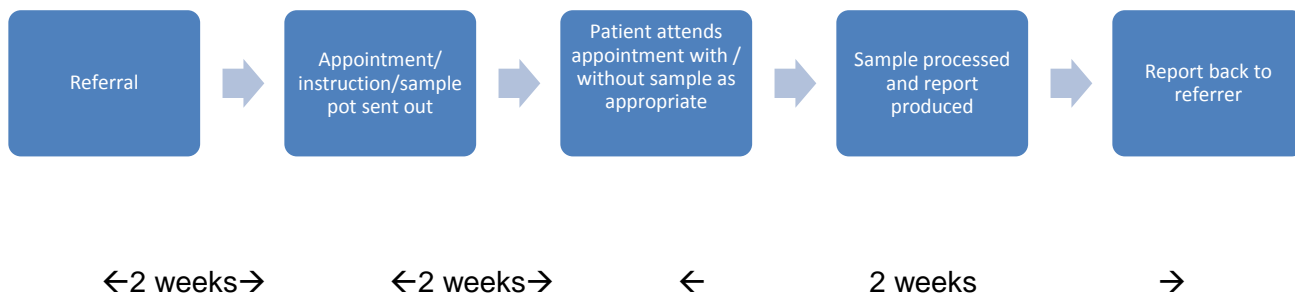 Referral
Appointment/
instruction/sample
pot sent out
Patient attends
appointment with /
without sample as
appropriate
Sample processed
and report
produced
Report back to
referrer
←2 weeks→
←2 weeks→
← 2 weeks →